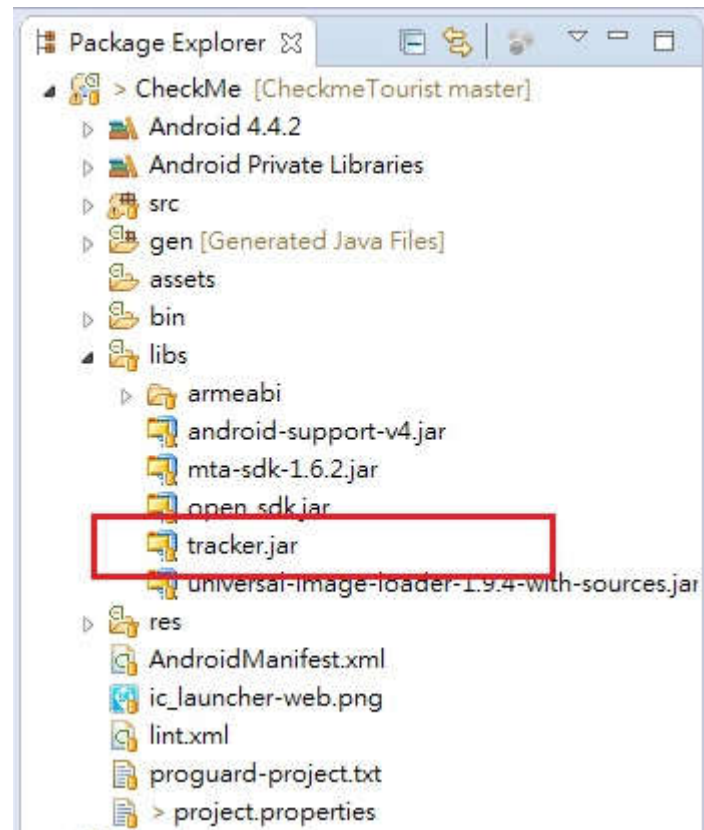 Package Explorer
> CheckMe [CheckmeTourist master]
Android 4.4.2
Android Private Libraries
src
gen [Generated Java Files]
assets
bin
libs
armeabi
android-support-v4.jar
mta-sdk-1.6.2.jar
open_sdk.jar
tracker.jar
universal-image-loader-1.9.4-with-sources.jar
res
AndroidManifest.xml
ic_launcher-web.png
lint.xml
proguard-project.txt
> project.properties